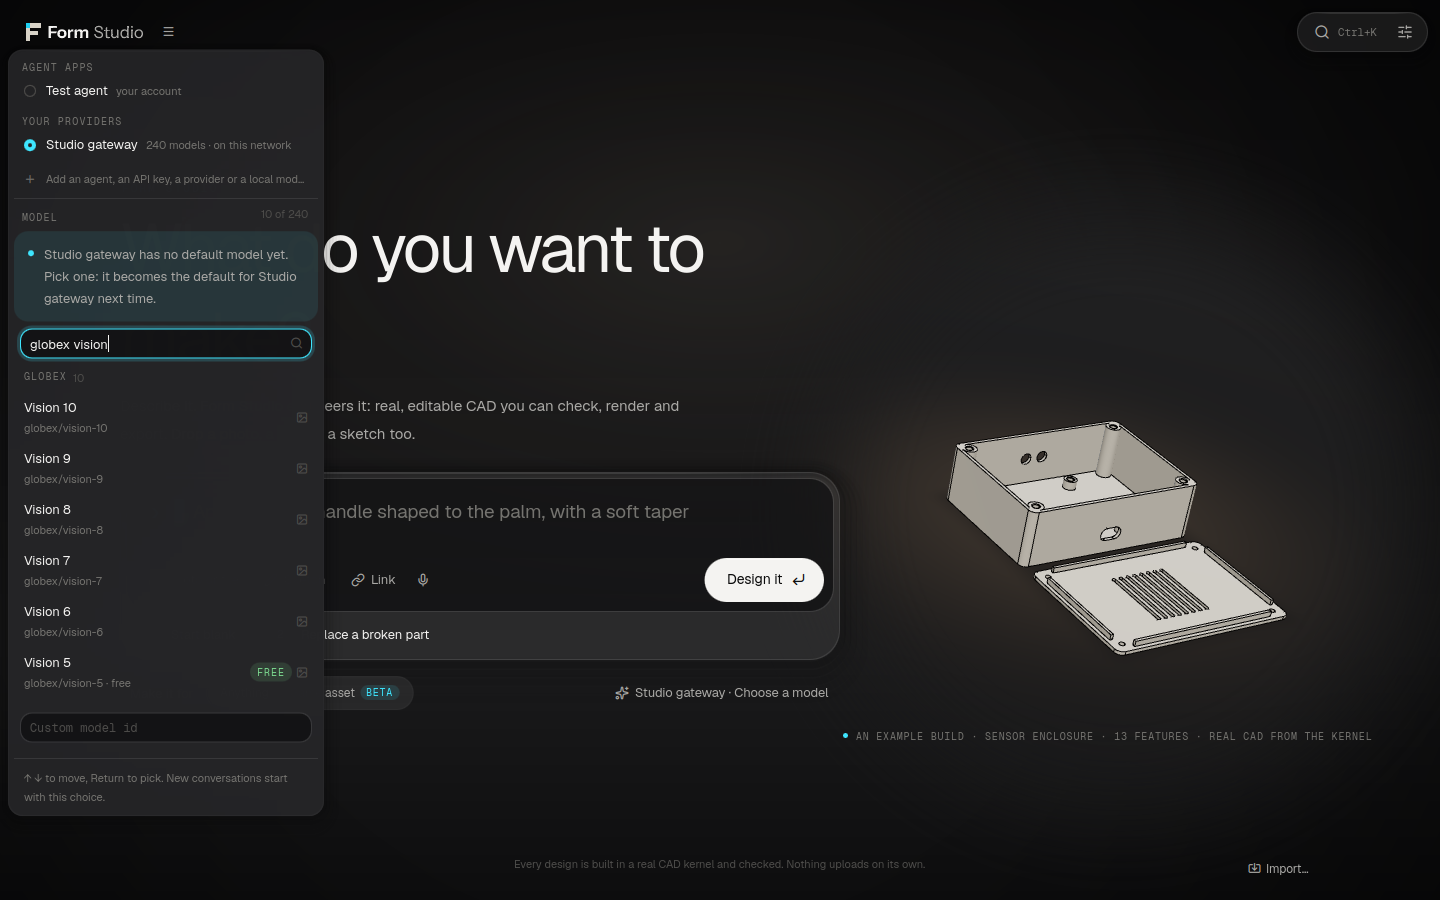 Form Studio
Ctrl+K
AGENT APPS
Test agent your account
YOUR PROVIDERS
Studio gateway 240 models · on this network
+ Add an agent, an API key, a provider or a local mod…
MODEL 10 of 240
Studio gateway has no default model yet.
Pick one: it becomes the default for Studio
gateway next time.
globex vision
GLOBEX 10
Vision 10
globex/vision-10
Vision 9
globex/vision-9
Vision 8
globex/vision-8
Vision 7
globex/vision-7
Vision 6
globex/vision-6
Vision 5
globex/vision-5 · free
FREE
Custom model id
↑↓ to move, Return to pick. New conversations start
with this choice.
o you want to
eers it: real, editable CAD you can check, render and
a sketch too.
andle shaped to the palm, with a soft taper
Link
Design it
lace a broken part
asset BETA
Studio gateway · Choose a model
AN EXAMPLE BUILD · SENSOR ENCLOSURE · 13 FEATURES · REAL CAD FROM THE KERNEL
Every design is built in a real CAD kernel and checked. Nothing uploads on its own.
Import…